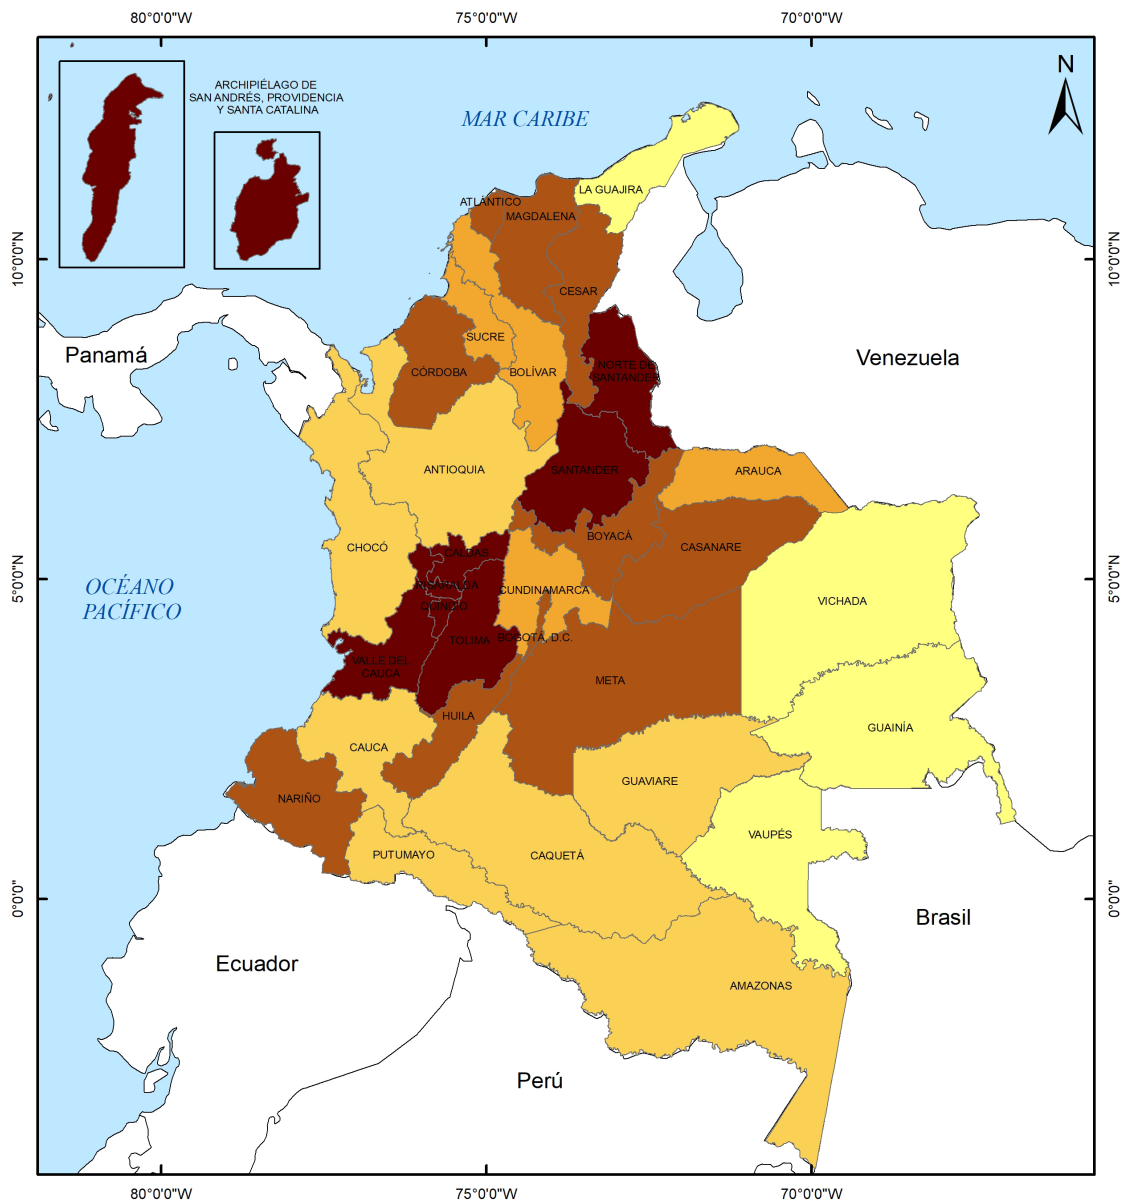 80°0'0"W
75°0'0"W
70°0'0"W
N
ARCHIPIÉLAGO DE
SAN ANDRÉS, PROVIDENCIA
Y SANTA CATALINA
MAR CARIBE
LA GUAJIRA
ATLÁNTICO
MAGDALENA
10°0'0"N
10°0'0"N
CESAR
SUCRE
Panamá
Venezuela
CÓRDOBA
BOLÍVAR
NORTE DE
SANTANDER
ANTIOQUIA
SANTANDER
ARAUCA
BOYACÁ
CHOCÓ
CASANARE
CALDAS
5°0'0"N
5°0'0"N
OCÉANO
PACÍFICO
RISARALDA
CUNDINAMARCA
QUINDÍO
VICHADA
TOLIMA
BOGOTÁ, D.C.
VALLE DEL
CAUCA
META
HUILA
GUAINÍA
CAUCA
GUAVIARE
NARIÑO
VAUPÉS
PUTUMAYO
CAQUETÁ
0°0'0"
0°0'0"
Brasil
Ecuador
AMAZONAS
Perú
80°0'0"W
75°0'0"W
70°0'0"W